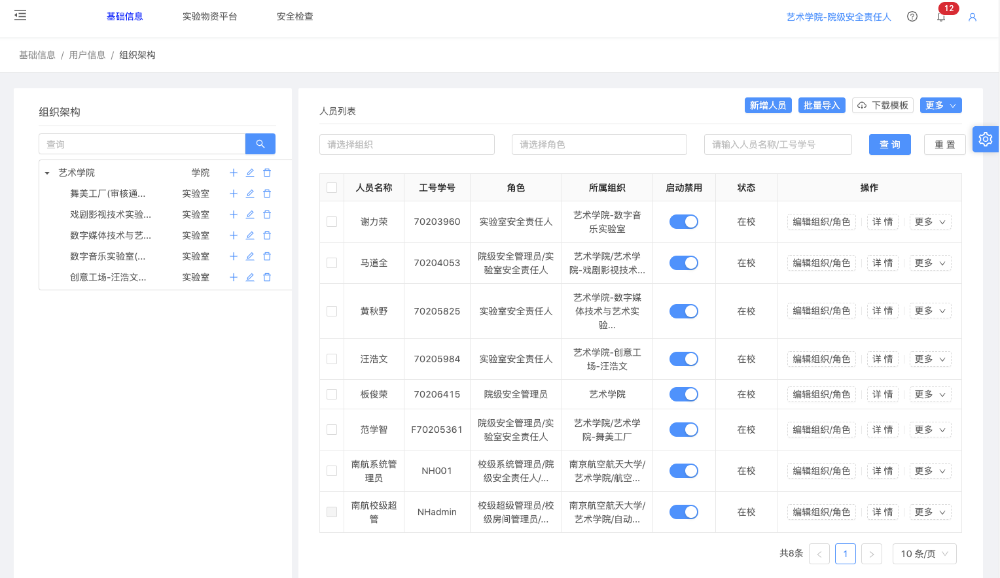 基础信息 实验物资平台 安全检查 艺术学院-院级安全责任人 12
基础信息 / 用户信息 / 组织架构
组织架构
查询
艺术学院 学院
舞美工厂(审核通... 实验室
戏剧影视技术实验... 实验室
数字媒体技术与艺... 实验室
数字音乐实验室(... 实验室
创意工场-汪浩文... 实验室
人员列表 新增人员 批量导入 下载模板 更多
请选择组织 请选择角色 请输入人员名称/工号学号 查 询 重 置
人员名称 工号学号 角色 所属组织 启动禁用 状态 操作
谢力荣 70203960 实验室安全责任人 艺术学院-数字音
乐实验室 在校 编辑组织/角色 详 情 更多
马道全 70204053 院级安全管理员/实
验室安全责任人 艺术学院/艺术学
院-戏剧影视技术... 在校 编辑组织/角色 详 情 更多
黄秋野 70205825 实验室安全责任人 艺术学院-数字媒
体技术与艺术实
验... 在校 编辑组织/角色 详 情 更多
汪浩文 70205984 实验室安全责任人 艺术学院-创意工
场-汪浩文 在校 编辑组织/角色 详 情 更多
板俊荣 70206415 院级安全管理员 艺术学院 在校 编辑组织/角色 详 情 更多
范学智 F70205361 院级安全管理员/实
验室安全责任人 艺术学院/艺术学
院-舞美工厂 在校 编辑组织/角色 详 情 更多
南航系统管
理员 NH001 校级系统管理员/院
级安全责任人/... 南京航空航天大学/
艺术学院/航空... 在校 编辑组织/角色 详 情 更多
南航校级超
管 NHadmin 校级超级管理员/校
级房间管理员/... 南京航空航天大学/
艺术学院/自动... 在校 编辑组织/角色 详 情 更多
共8条 < 1 > 10 条/页